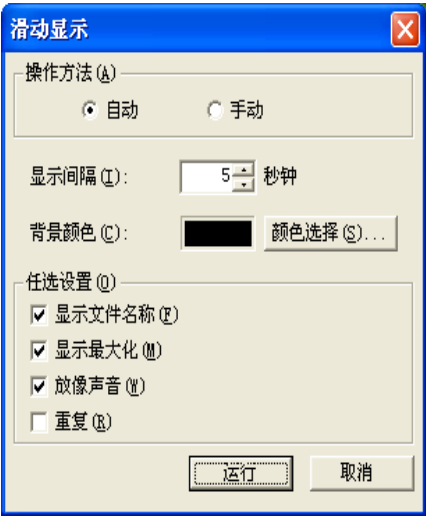 滑动显示
操作方法(A)
自动 手动
显示间隔(I): 5 秒钟
背景颜色(C): 颜色选择(S)...
任选设置(O)
显示文件名称(F)
显示最大化(M)
放像声音(W)
重复(R)
运行 取消